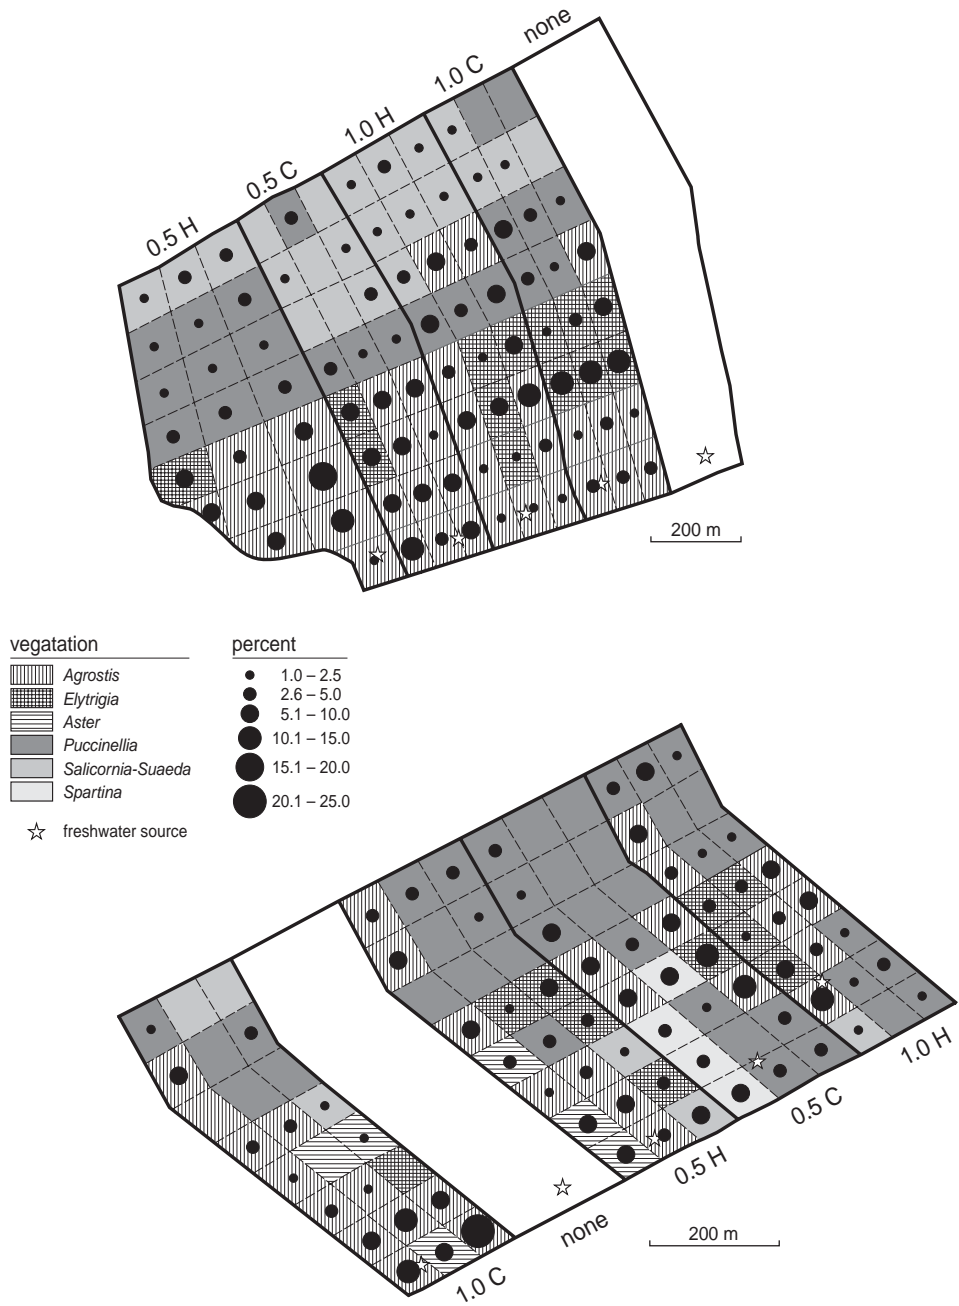 none
1.0 C
1.0 H
0.5 C
0.5 H
200 m
vegatation
Agrostis
Elytrigia
Aster
Puccinellia
Salicornia-Suaeda
Spartina
freshwater source
percent
1.0 – 2.5
2.6 – 5.0
5.1 – 10.0
10.1 – 15.0
15.1 – 20.0
20.1 – 25.0
1.0 H
0.5 C
0.5 H
none
1.0 C
200 m